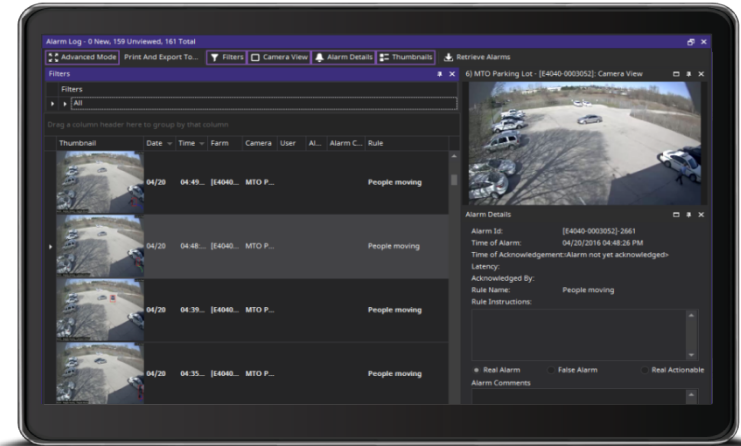 Alarm Log - 0 New, 159 Unviewed, 161 Total
Advanced Mode Print And Export To... Filters Camera View Alarm Details Thumbnails Retrieve Alarms
Filters
Filters
All
Drag a column header here to group by that column
Thumbnail Date Time Farm Camera User Al... Alarm C... Rule
04/20 04:49... [E4040... MTO P... People moving
04/20 04:48:... [E4040... MTO P... People moving
04/20 04:39... [E4040... MTO P... People moving
04/20 04:35... [E4040... MTO P... People moving
6) MTO Parking Lot - [E4040-0003052]: Camera View
Alarm Details
Alarm Id: [E4040-0003052]-2661
Time of Alarm: 04/20/2016 04:48:26 PM
Time of Acknowledgement:<Alarm not yet acknowledged>
Latency:
Acknowledged By:
Rule Name: People moving
Rule Instructions:
Real Alarm False Alarm Real Actionable
Alarm Comments